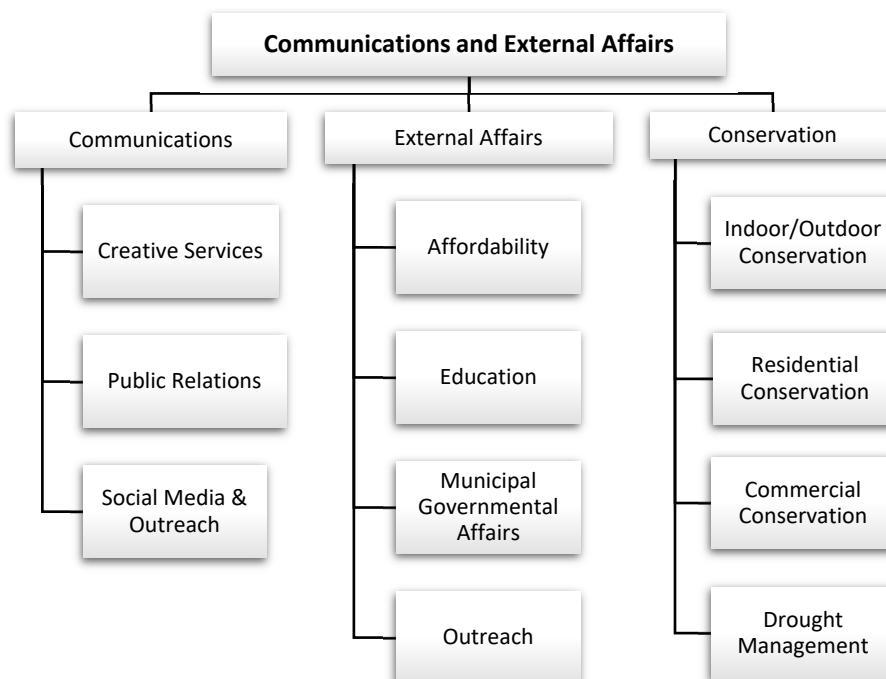 Communications and External Affairs
Communications
Creative Services
Public Relations
Social Media &
Outreach
External Affairs
Affordability
Education
Municipal
Governmental
Affairs
Outreach
Conservation
Indoor/Outdoor
Conservation
Residential
Conservation
Commercial
Conservation
Drought
Management